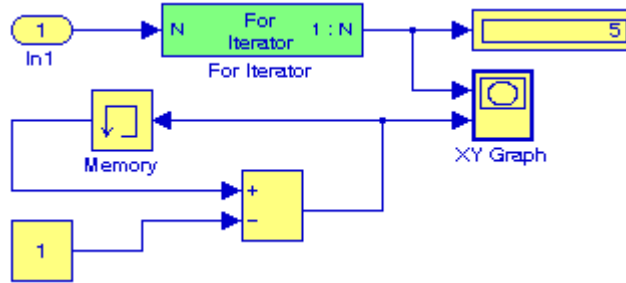 1
In1
N
For
Iterator
1 : N
For Iterator
5
XY Graph
Memory
+
−
1